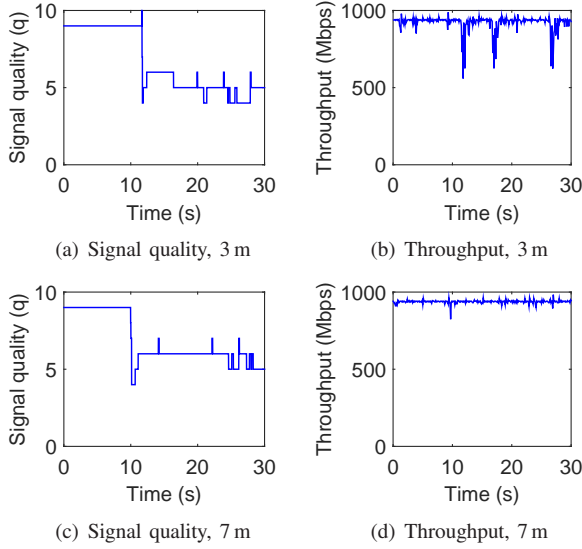 Signal quality (q)
10
5
0
0 10 20 30
Time (s)
(a) Signal quality, 3 m
Throughput (Mbps)
1000
500
0
0 10 20 30
Time (s)
(b) Throughput, 3 m
Signal quality (q)
10
5
0
0 10 20 30
Time (s)
(c) Signal quality, 7 m
Throughput (Mbps)
1000
500
0
0 10 20 30
Time (s)
(d) Throughput, 7 m